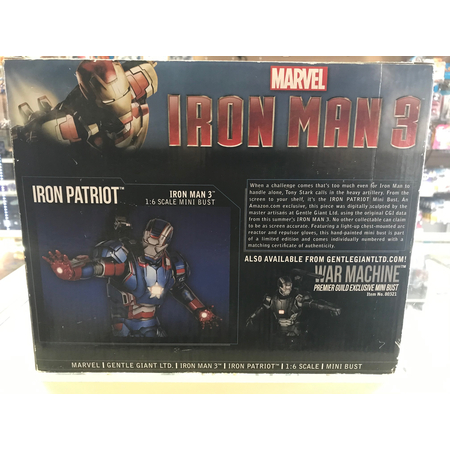 MARVEL
IRON MAN 3
IRON PATRIOT™
IRON MAN 3™
1:6 SCALE MINI BUST
When a challenge comes that's too much even for Iron Man to
handle alone, Tony Stark calls in the heavy artillery. From
the screen to your shelf, it's the IRON PATRIOT Mini Bust. An
Amazon.com exclusive, this piece was digitally sculpted by the
master artisans at Gentle Giant Ltd. using the original CG2 data
from this summer's IRON MAN 3. No other collectable can claim
to be as screen accurate. Featuring a light-up chest-mounted arc
reactor and repulsor gloves, this hand-painted mini bust is part
of a limited edition and comes individually numbered with a
matching certificate of authenticity.
ALSO AVAILABLE FROM GENTLEGIANTLTD.COM!
WAR MACHINE™
PREMIER GUILD EXCLUSIVE MINI BUST
Item No. 80321
MARVEL | GENTLE GIANT LTD. | IRON MAN 3™ | IRON PATRIOT™ | 1:6 SCALE | MINI BUST